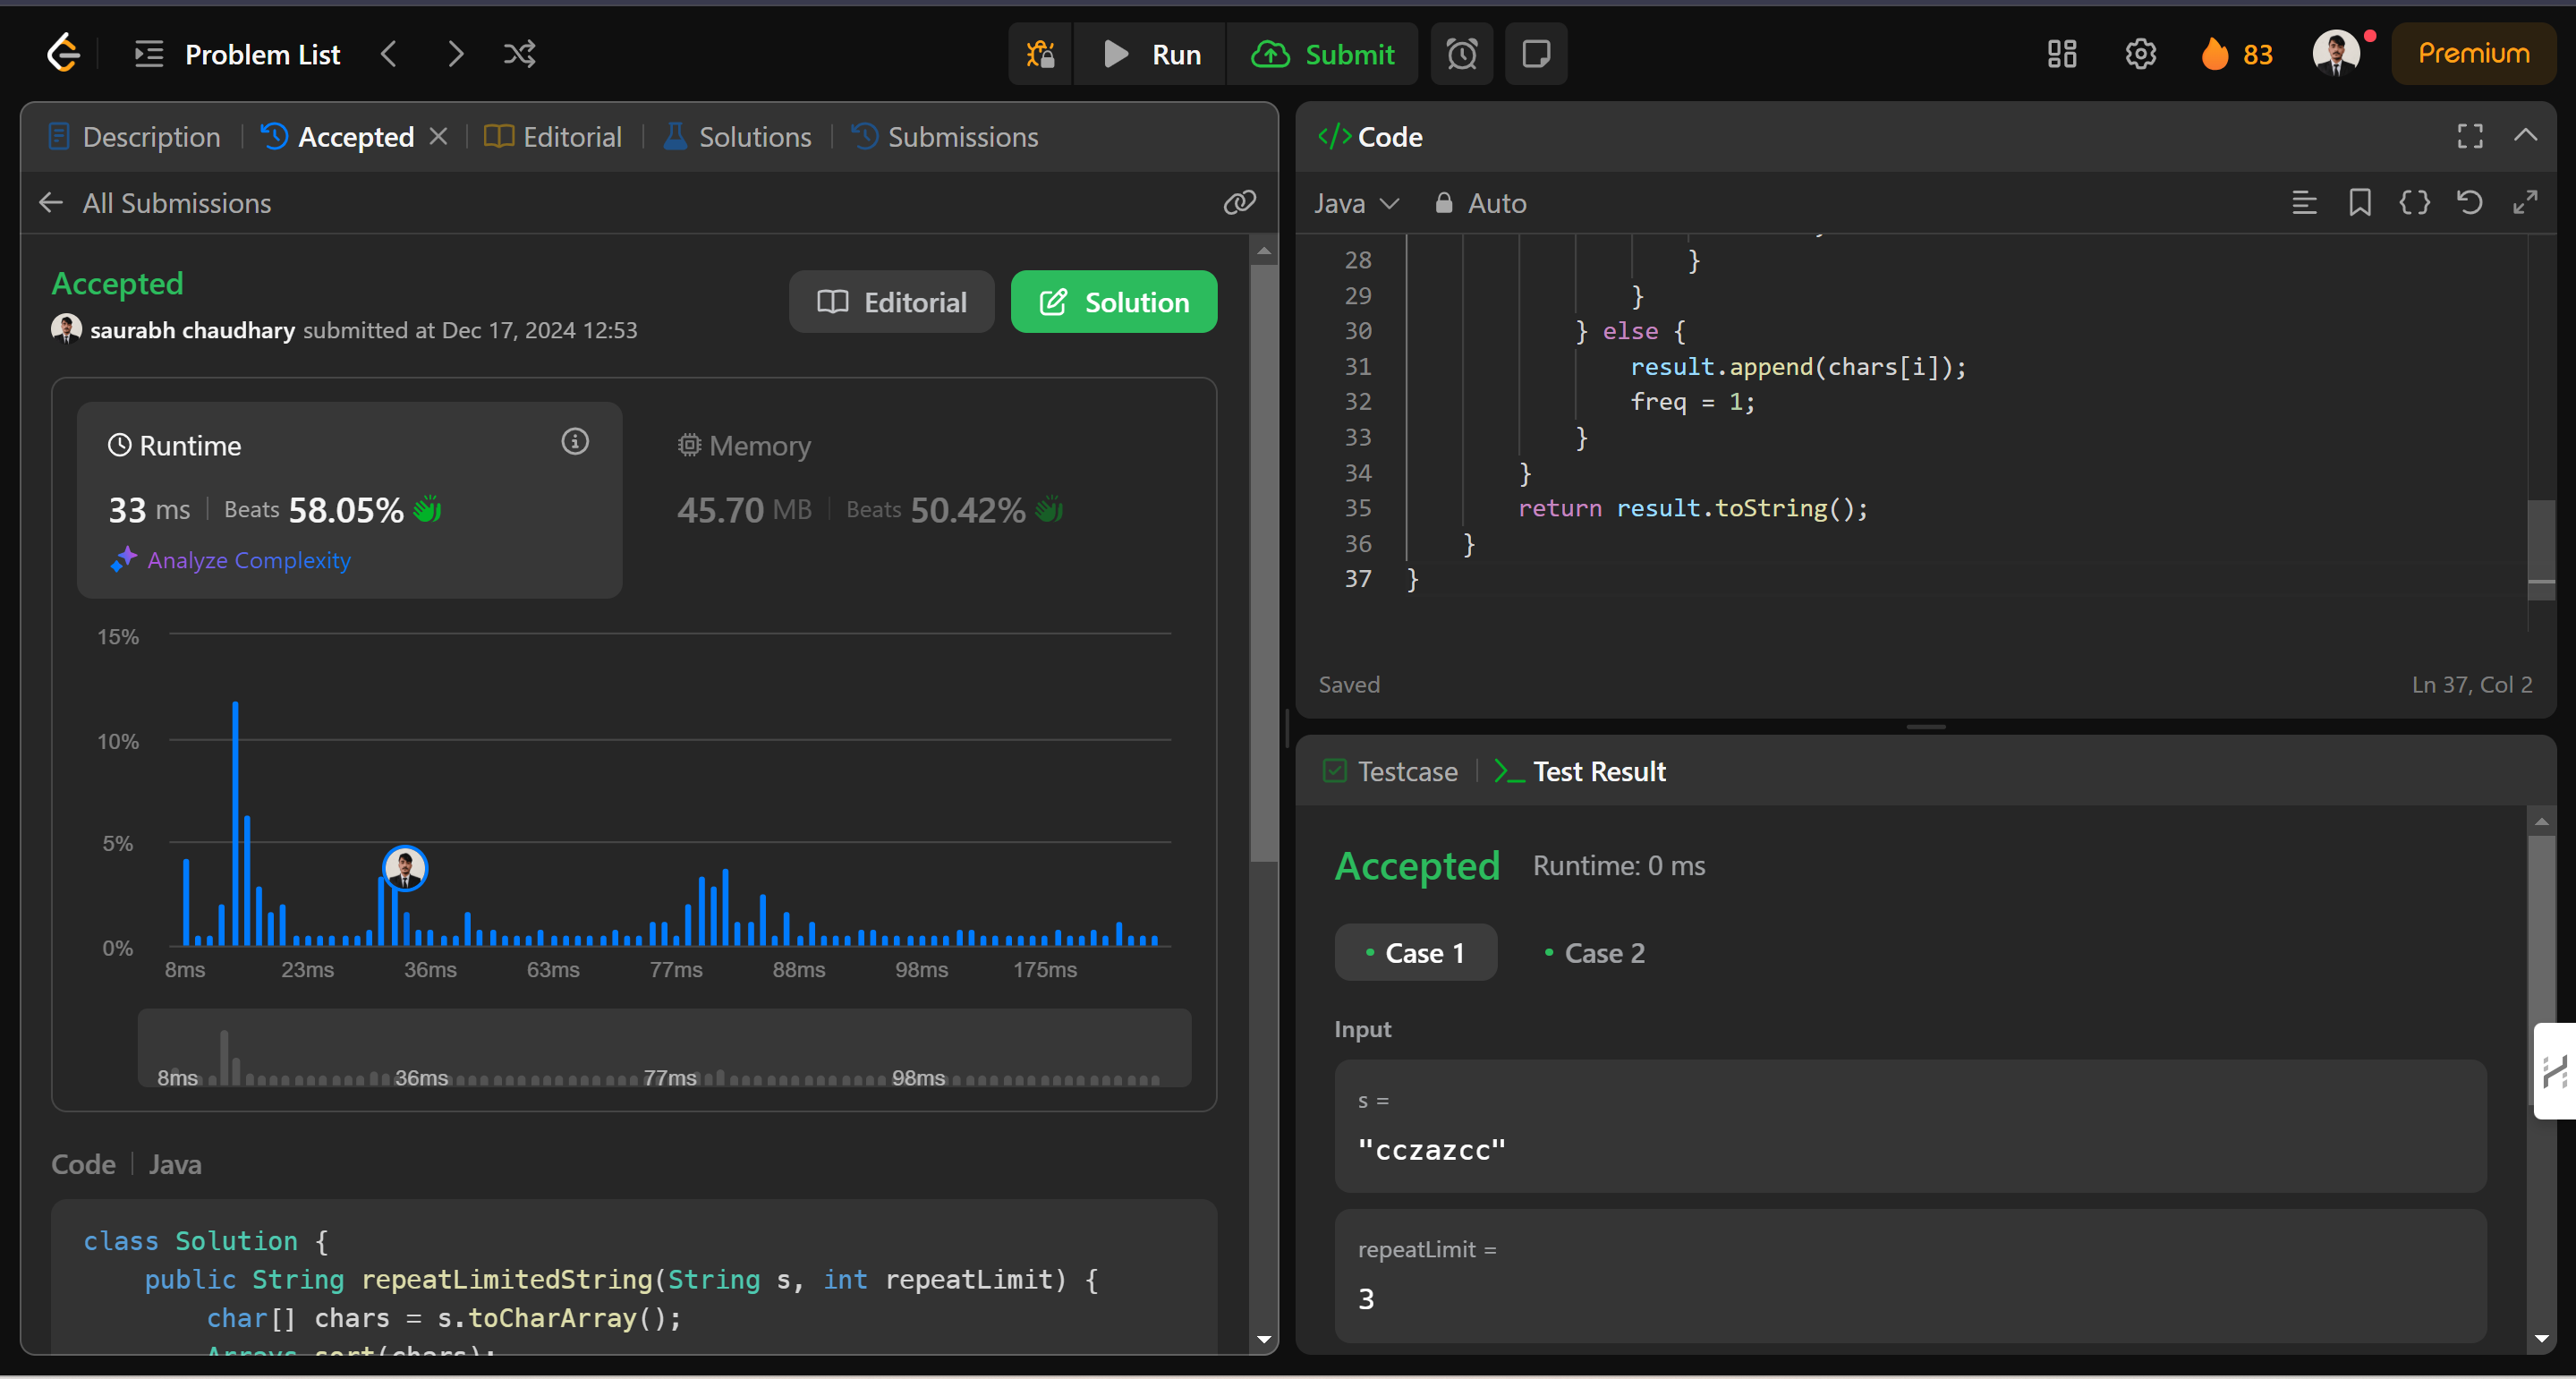 Problem List
Run
Submit
83
Premium
Description
Accepted
Editorial
Solutions
Submissions
All Submissions
Accepted
saurabh chaudhary submitted at Dec 17, 2024 12:53
Editorial
Solution
Runtime
33 ms
Beats 58.05%
Analyze Complexity
Memory
45.70 MB
Beats 50.42%
15%
10%
5%
0%
8ms 23ms 36ms 63ms 77ms 88ms 98ms 175ms
8ms 36ms 77ms 98ms
Code | Java
class Solution {
public String repeatLimitedString(String s, int repeatLimit) {
char[] chars = s.toCharArray();
Arrays.sort(chars);
</> Code
Java
Auto
28 }
29 }
30 } else {
31 result.append(chars[i]);
32 freq = 1;
33 }
34 }
35 return result.toString();
36 }
37 }
Saved
Ln 37, Col 2
Testcase
>_ Test Result
Accepted
Runtime: 0 ms
• Case 1
• Case 2
Input
s =
"cczazcc"
repeatLimit =
3